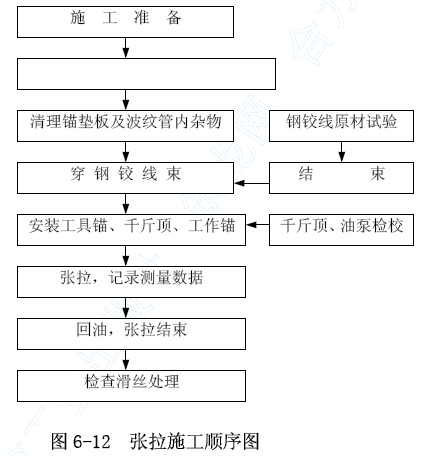 施 工 准 备
清理锚垫板及波纹管内杂物
钢铰线原材试验
穿 钢 铰 线 束
结 束
安装工具锚、千斤顶、工作锚
千斤顶、油泵检校
张拉，记录测量数据
回油，张拉结束
检查滑丝处理
图 6-12 张拉施工顺序图